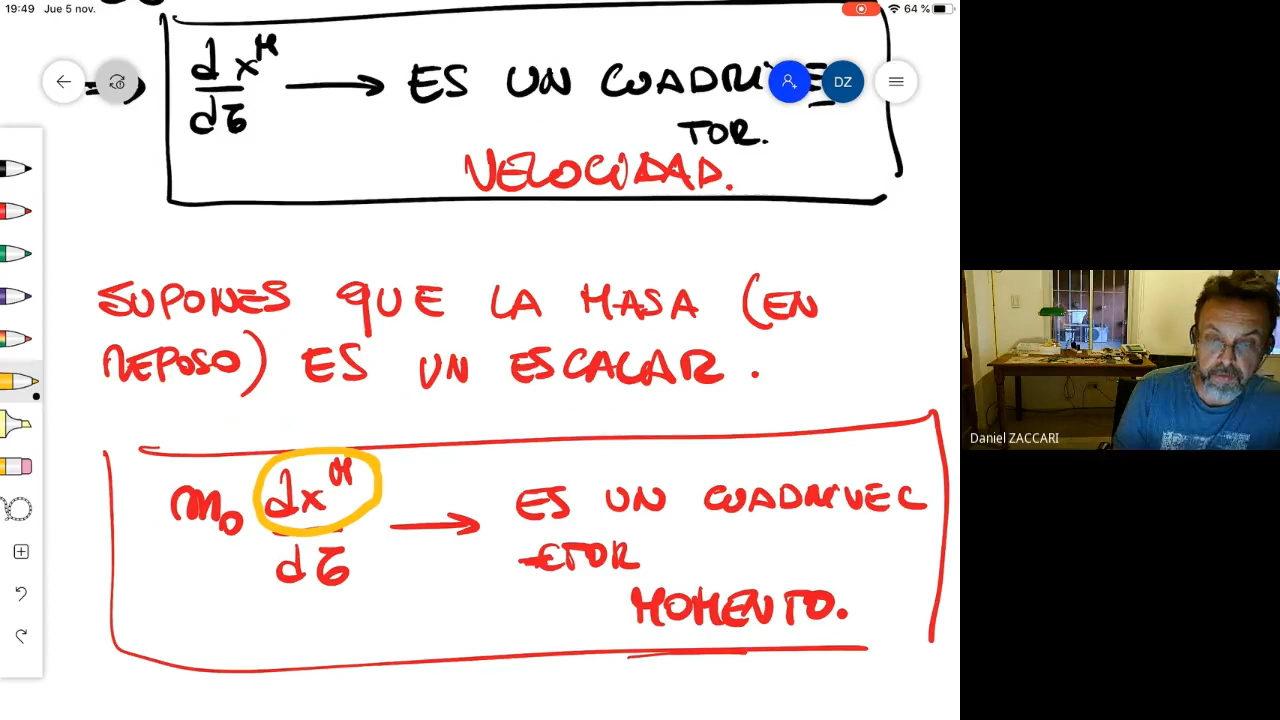 19:49 Jue 5 nov.
64 %
dx^μ/dτ → ES UN CUADRIVE
TOR.
DZ
VELOCIDAD.
SUPONES QUE LA MASA (EN
REPOSO) ES UN ESCALAR.
m₀ dx^μ/dτ → ES UN CUADRIVEC
TOR
MOMENTO.
Daniel ZACCARI